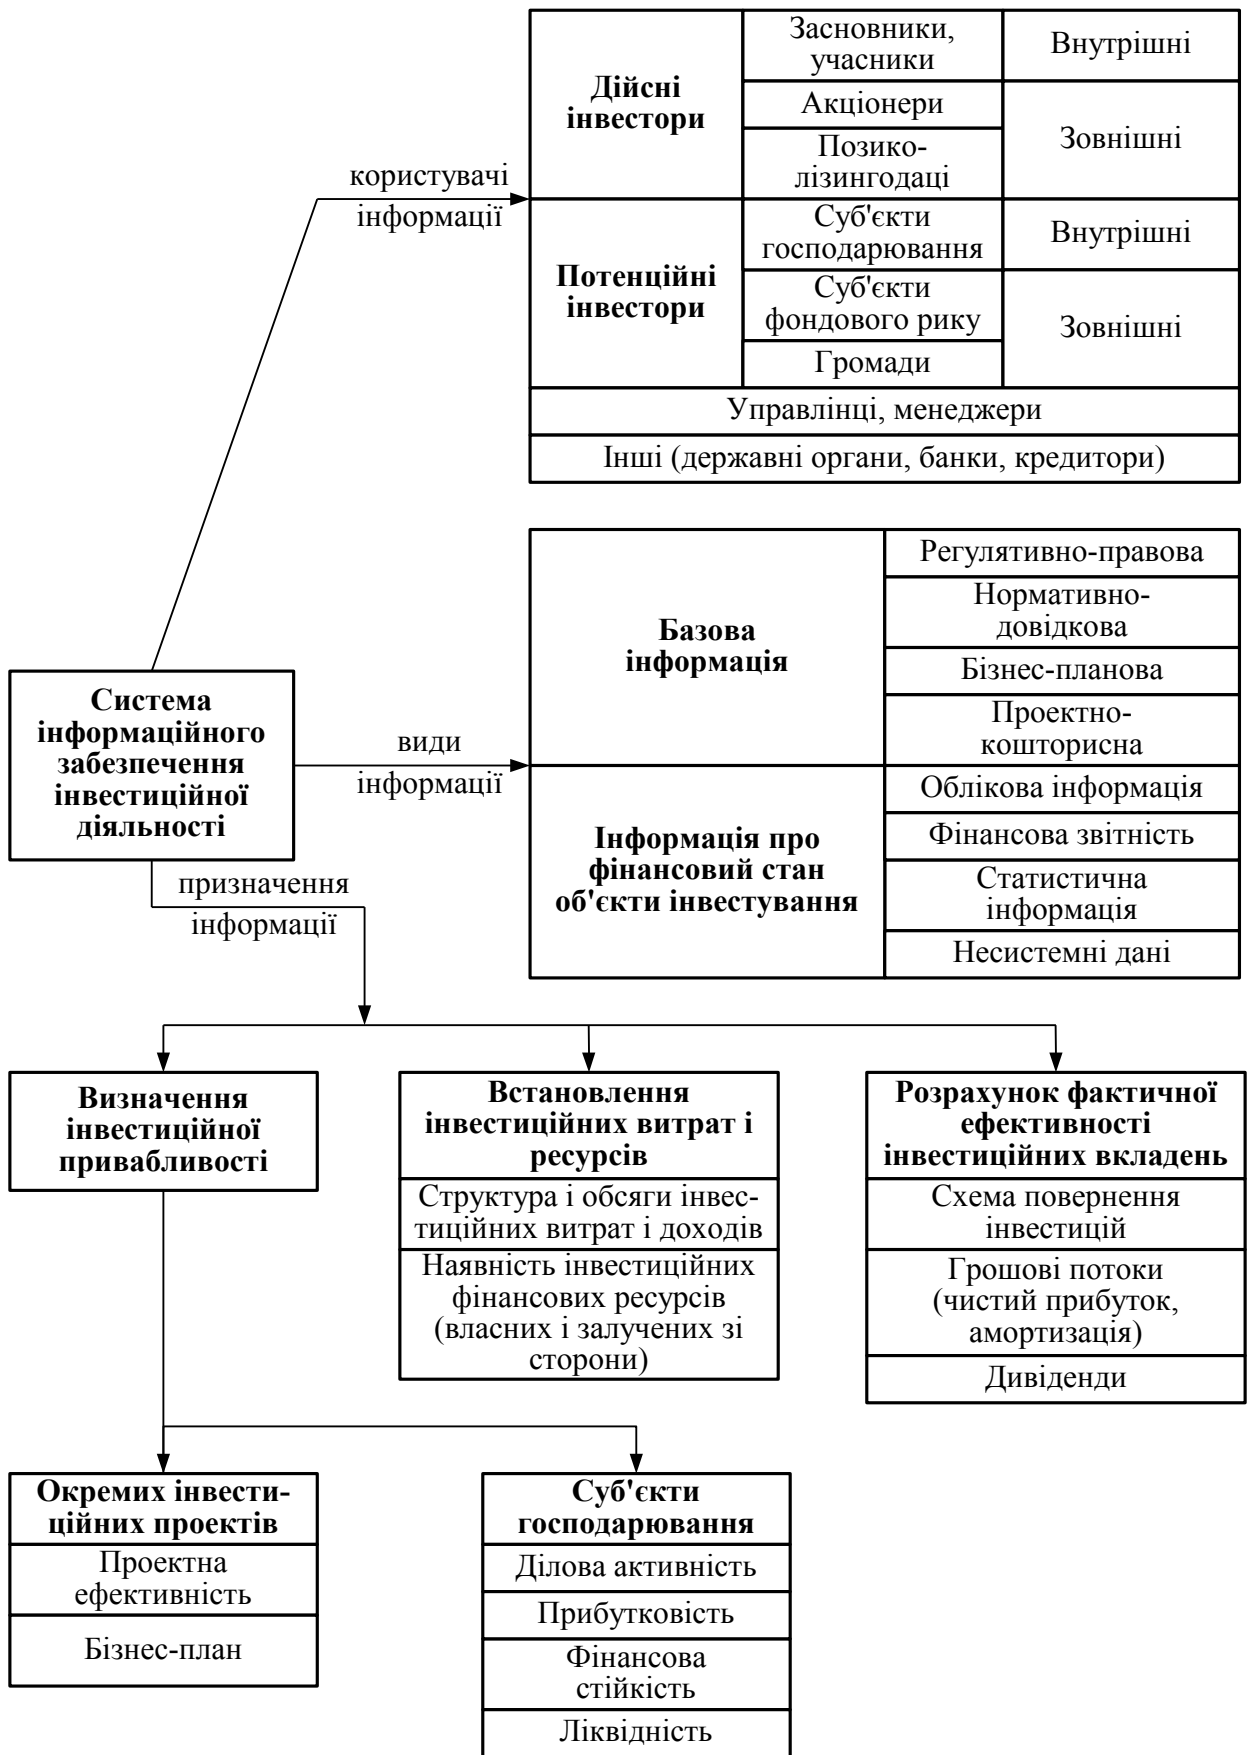 Дійсні
інвестори
Засновники,
учасники
Внутрішні
Акціонери
Зовнішні
Позико-
лізингодаці
користувачі
інформації
Потенційні
інвестори
Суб'єкти
господарювання
Внутрішні
Суб'єкти
фондового рику
Зовнішні
Громади
Управлінці, менеджери
Інші (державні органи, банки, кредитори)
Базова
інформація
Регулятивно-правова
Нормативно-
довідкова
Бізнес-планова
Проектно-
кошторисна
Система
інформаційного
забезпечення
інвестиційної
діяльності
види
інформації
Інформація про
фінансовий стан
об'єкти інвестування
Облікова інформація
Фінансова звітність
Статистична
інформація
Несистемні дані
призначення
інформації
Визначення
інвестиційної
привабливості
Встановлення
інвестиційних витрат і
ресурсів
Структура і обсяги інвес-
тиційних витрат і доходів
Наявність інвестиційних
фінансових ресурсів
(власних і залучених зі
сторони)
Розрахунок фактичної
ефективності
інвестиційних вкладень
Схема повернення
інвестицій
Грошові потоки
(чистий прибуток,
амортизація)
Дивіденди
Окремих інвести-
ційних проектів
Проектна
ефективність
Бізнес-план
Суб'єкти
господарювання
Ділова активність
Прибутковість
Фінансова
стійкість
Ліквідність